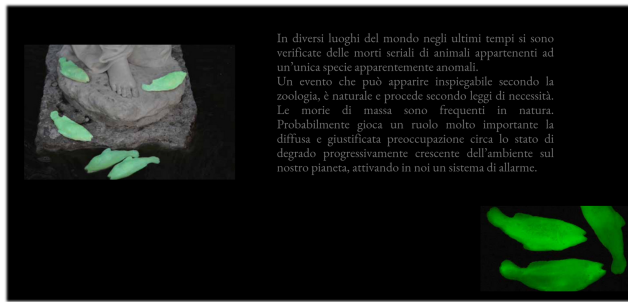 In diversi luoghi del mondo negli ultimi tempi si sono
verificate delle morti seriali di animali appartenenti ad
un'unica specie apparentemente anomali.
Un evento che può apparire inspiegabile secondo la
zoologia, è naturale e procede secondo leggi di necessità.
Le morie di massa sono frequenti in natura.
Probabilmente gioca un ruolo molto importante la
diffusa e giustificata preoccupazione circa lo stato di
degrado progressivamente crescente dell'ambiente sul
nostro pianeta, attivando in noi un sistema di allarme.